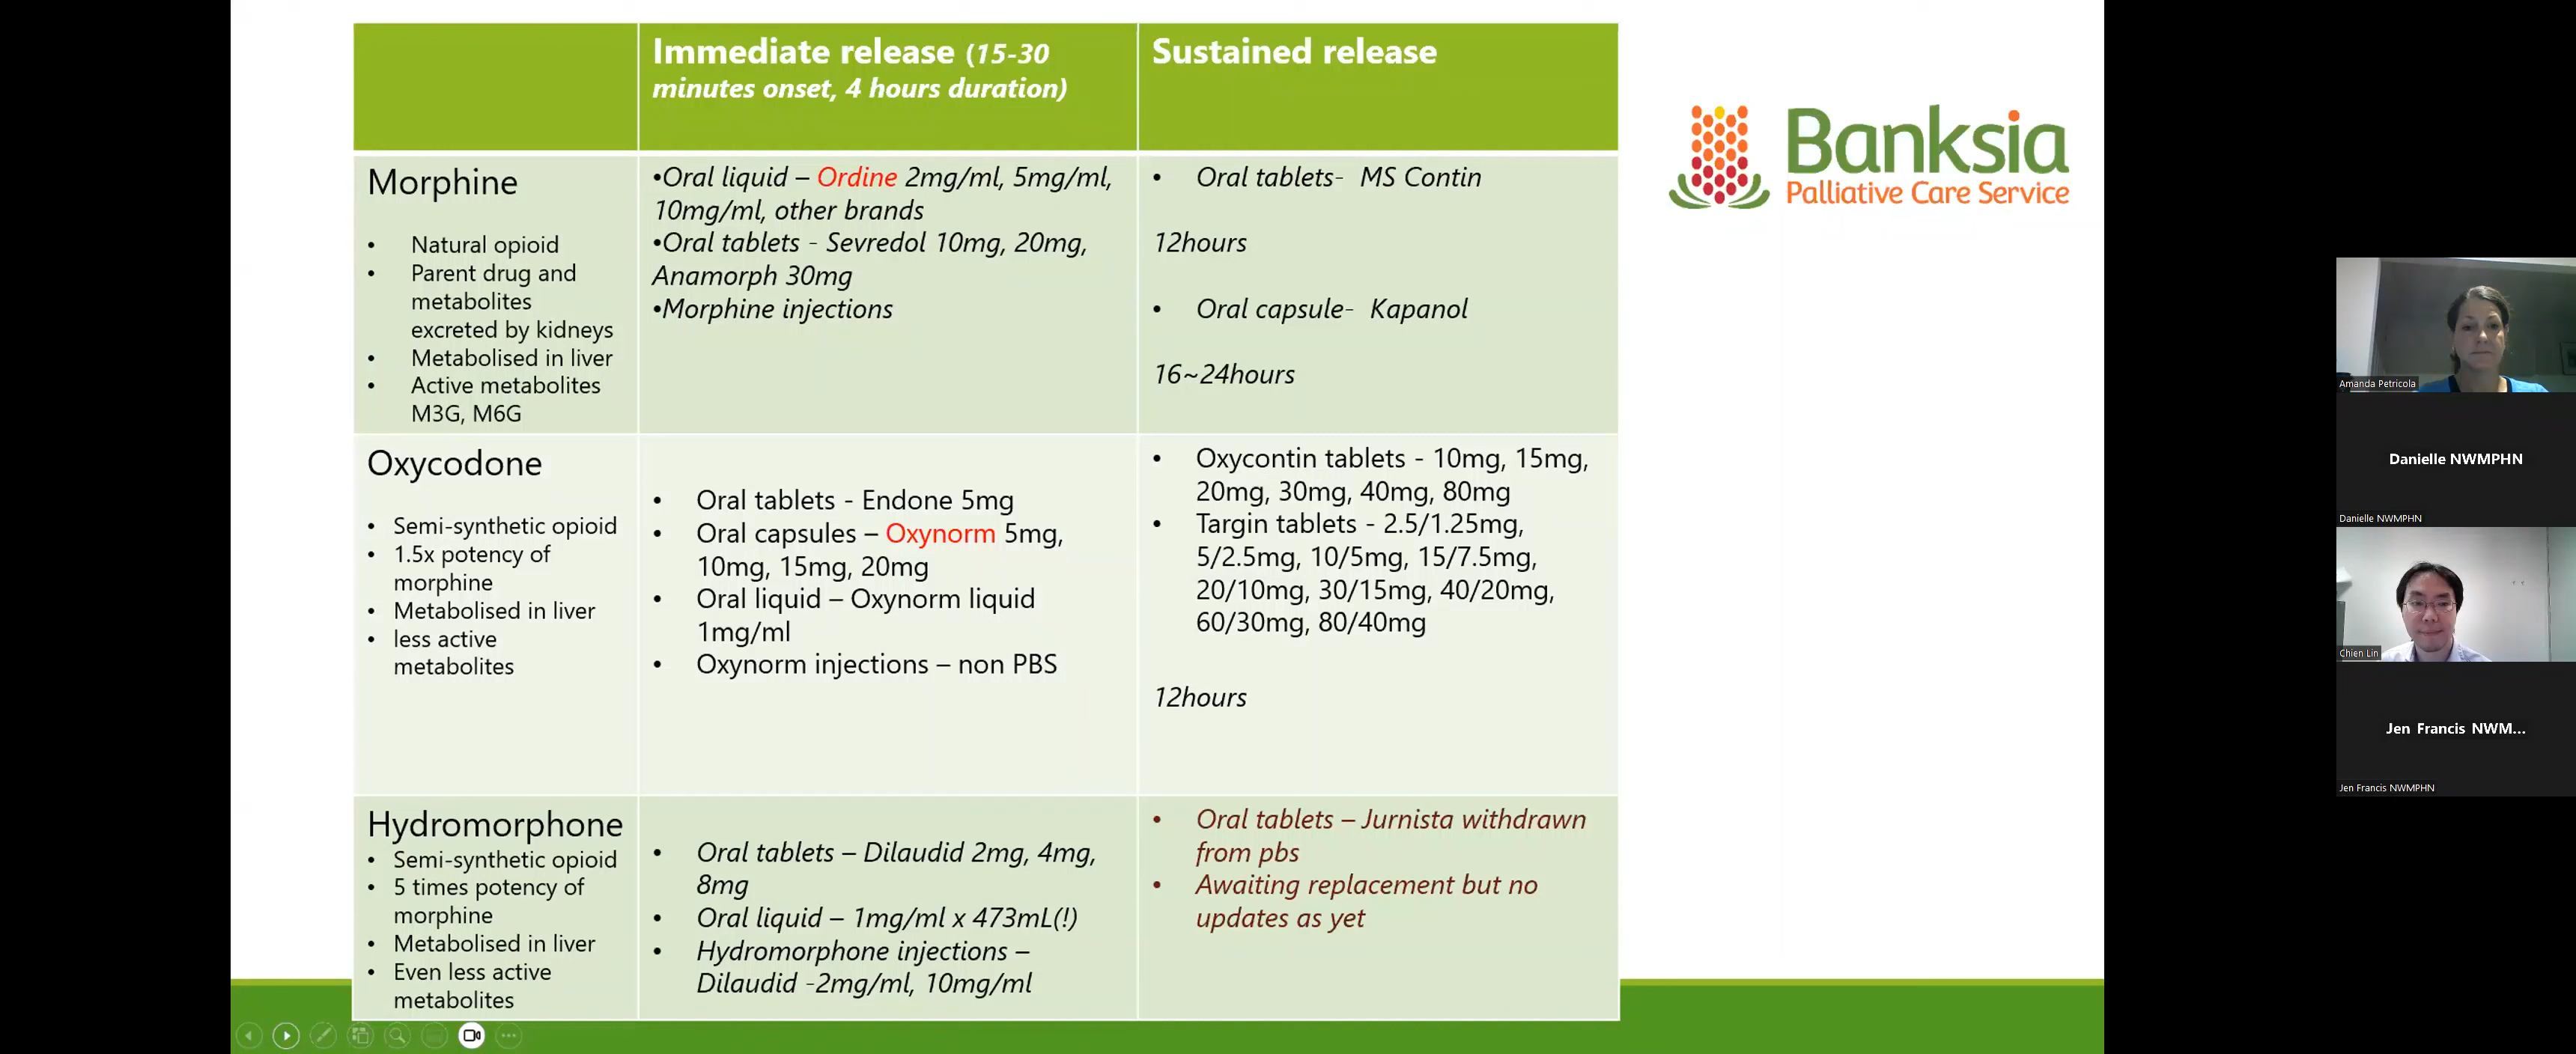 Immediate release (15-30
minutes onset, 4 hours duration)
Sustained release
Morphine
• Natural opioid
• Parent drug and
metabolites
excreted by kidneys
• Metabolised in liver
• Active metabolites
M3G, M6G
•Oral liquid – Ordine 2mg/ml, 5mg/ml,
10mg/ml, other brands
•Oral tablets - Sevredol 10mg, 20mg,
Anamorph 30mg
•Morphine injections
• Oral tablets- MS Contin
12hours
• Oral capsule- Kapanol
16~24hours
Oxycodone
• Semi-synthetic opioid
• 1.5x potency of
morphine
• Metabolised in liver
• less active
metabolites
• Oral tablets - Endone 5mg
• Oral capsules – Oxynorm 5mg,
10mg, 15mg, 20mg
• Oral liquid – Oxynorm liquid
1mg/ml
• Oxynorm injections – non PBS
• Oxycontin tablets - 10mg, 15mg,
20mg, 30mg, 40mg, 80mg
• Targin tablets - 2.5/1.25mg,
5/2.5mg, 10/5mg, 15/7.5mg,
20/10mg, 30/15mg, 40/20mg,
60/30mg, 80/40mg
12hours
Hydromorphone
• Semi-synthetic opioid
• 5 times potency of
morphine
• Metabolised in liver
• Even less active
metabolites
• Oral tablets – Dilaudid 2mg, 4mg,
8mg
• Oral liquid – 1mg/ml x 473mL(!)
• Hydromorphone injections –
Dilaudid -2mg/ml, 10mg/ml
• Oral tablets – Jurnista withdrawn
from pbs
• Awaiting replacement but no
updates as yet
Banksia
Palliative Care Service
Amanda Petricola
Danielle NWMPHN
Danielle NWMPHN
Chien Lin
Jen Francis NWM...
Jen Francis NWMPHN